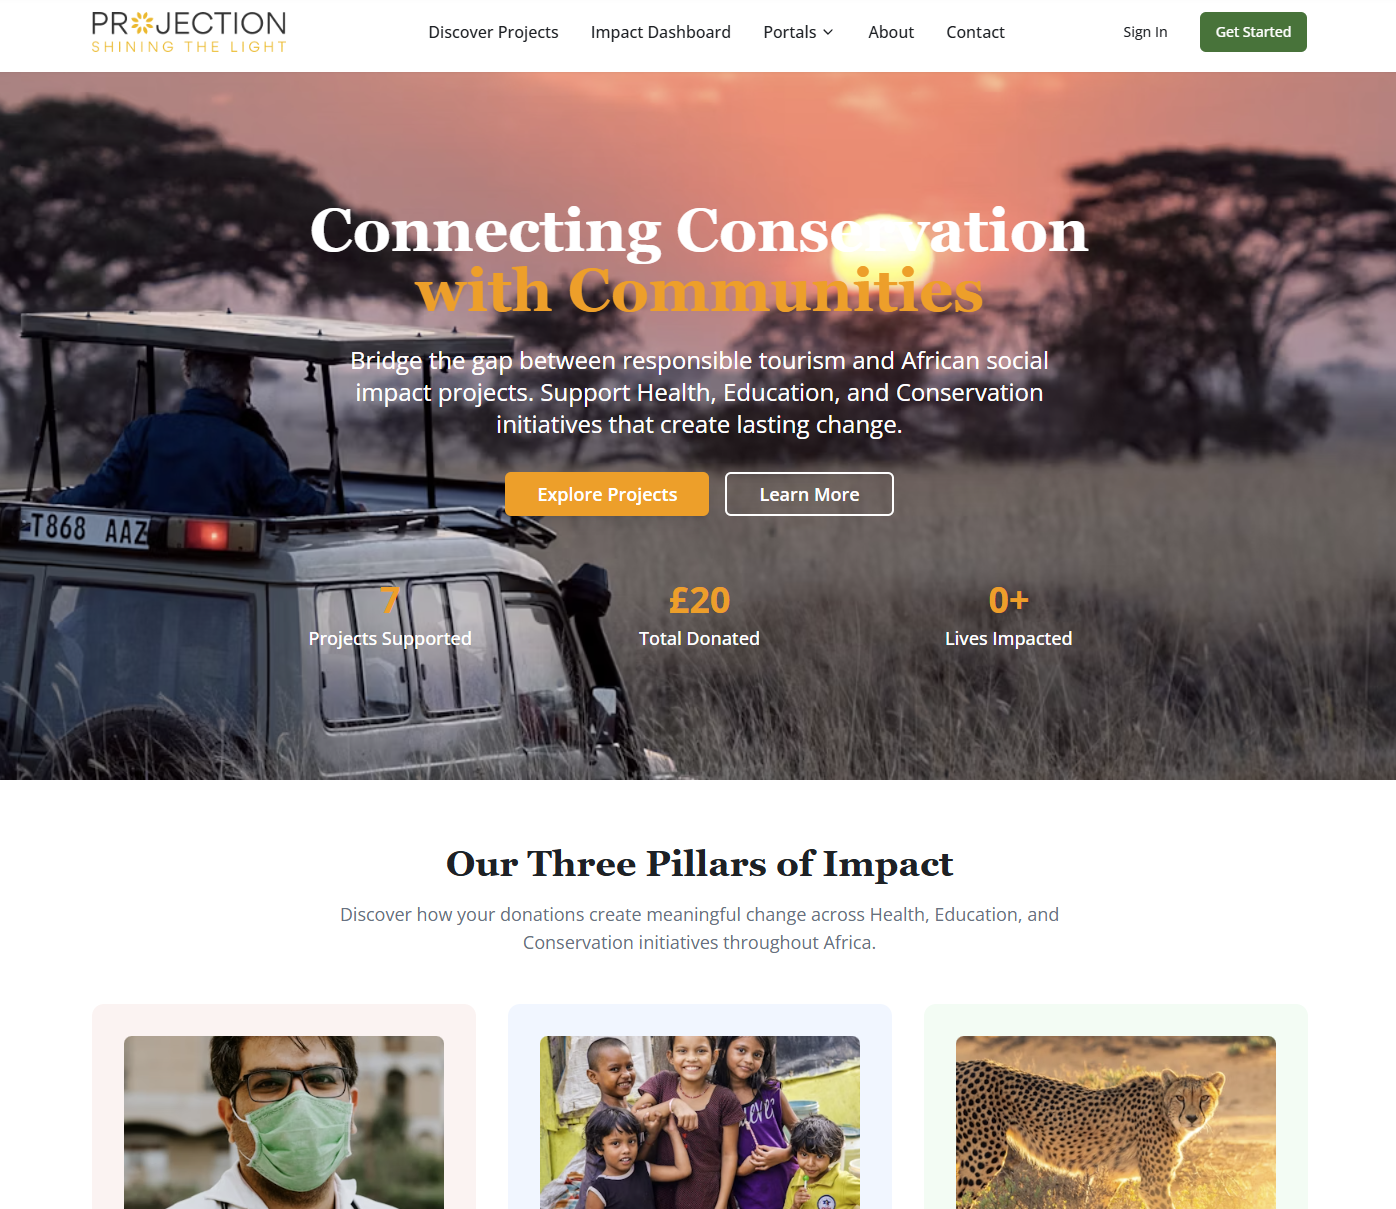 PROJECTION
SHINING THE LIGHT
Discover Projects
Impact Dashboard
Portals
About
Contact
Sign In
Get Started
Connecting Conservation
with Communities
Bridge the gap between responsible tourism and African social
impact projects. Support Health, Education, and Conservation
initiatives that create lasting change.
Explore Projects
Learn More
T868 AAZ
7
£20
0+
Projects Supported
Total Donated
Lives Impacted
Our Three Pillars of Impact
Discover how your donations create meaningful change across Health, Education, and
Conservation initiatives throughout Africa.